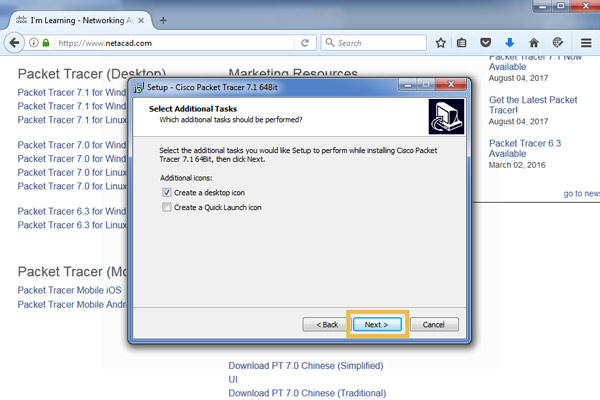 I'm Learning - Networking A
https://www.netacad.com
Search
Packet Tracer (Desktop)
Packet Tracer 7.1 for Wind
Packet Tracer 7.1 for Wind
Packet Tracer 7.1 for Linux
Packet Tracer 7.0 for Wind
Packet Tracer 7.0 for Wind
Packet Tracer 7.0 for Linux
Packet Tracer 7.0 for Linux
Packet Tracer 6.3 for Wind
Packet Tracer 6.3 for Linux
Packet Tracer (Mo
Packet Tracer Mobile iOS
Packet Tracer Mobile Andr
Marketing Resources
Setup - Cisco Packet Tracer 7.1 64Bit
Select Additional Tasks
Which additional tasks should be performed?
Select the additional tasks you would like Setup to perform while installing Cisco Packet
Tracer 7.1 64Bit, then click Next.
Additional icons:
Create a desktop icon
Create a Quick Launch icon
< Back
Next >
Cancel
Download PT 7.0 Chinese (Simplified)
UI
Download PT 7.0 Chinese (Traditional)
Packet Tracer 7.1 Now
Available
August 04, 2017
Get the Latest Packet
Tracer!
August 04, 2017
Packet Tracer 6.3
Available
March 02, 2016
go to news